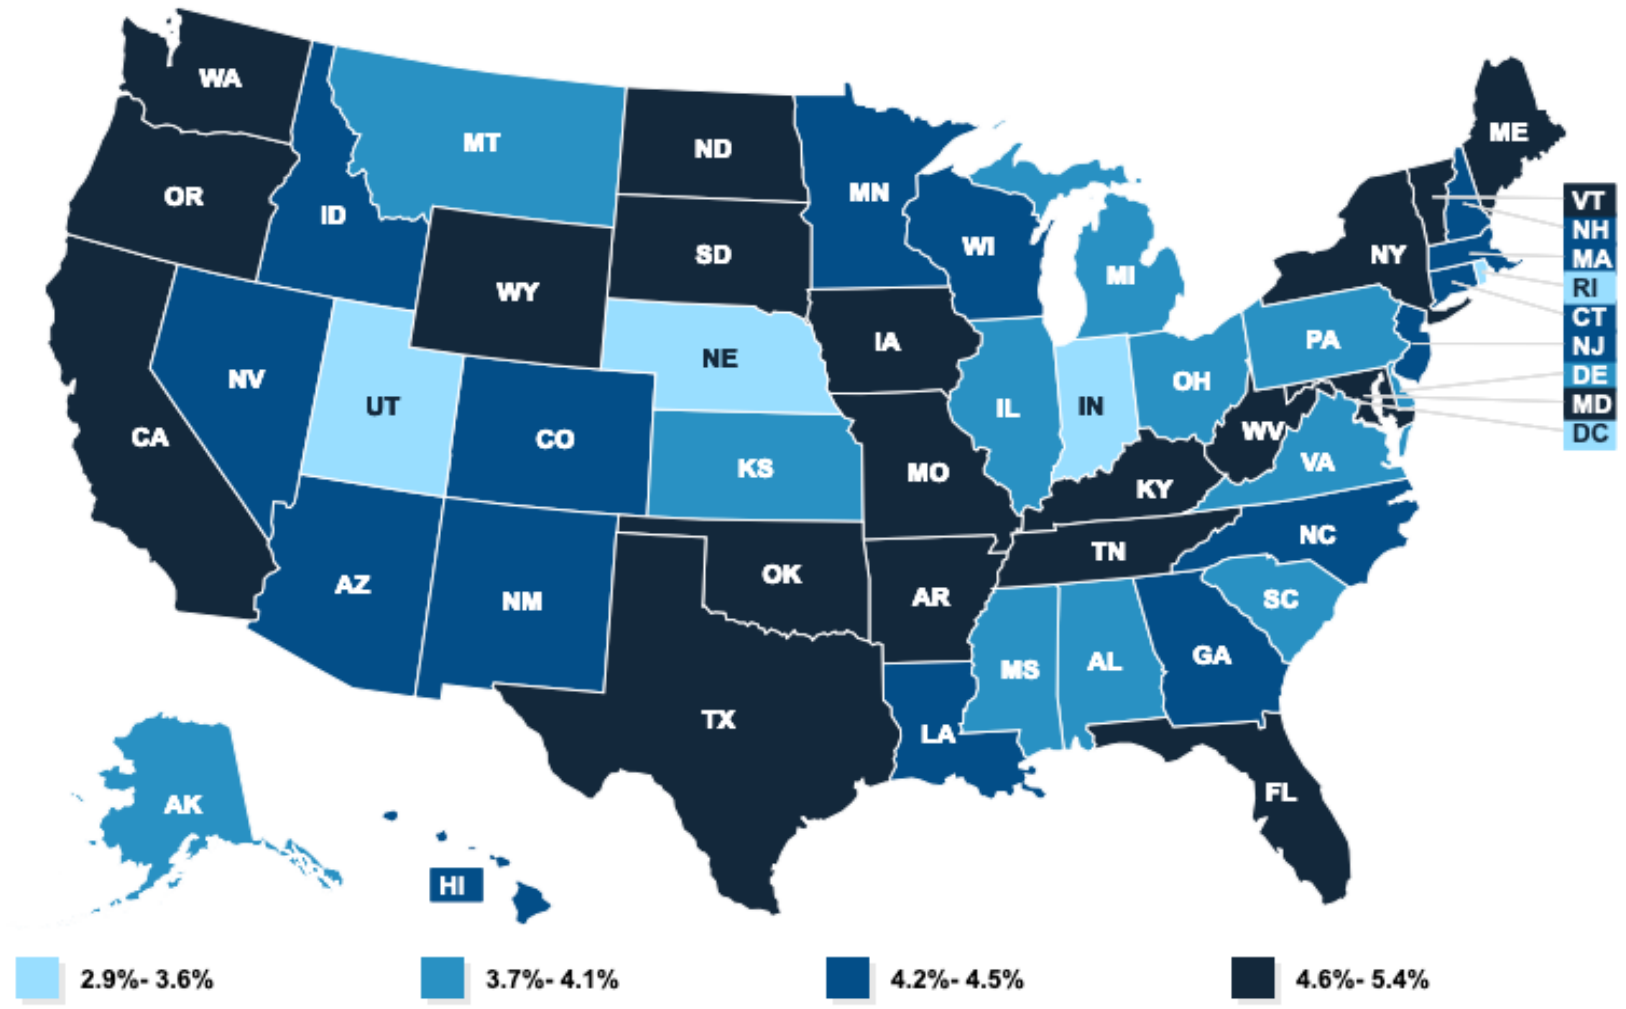 WA
MT
ND
ME
MN
OR
ID
VT
NH
WI
SD
NY
MA
MI
WY
RI
CT
IA
PA
NJ
NE
NV
OH
DE
UT
IN
MD
IL
CO
WV
DC
CA
VA
KS
MO
KY
NC
TN
OK
AZ
AR
NM
SC
GA
AL
MS
TX
LA
FL
AK
HI
2.9%- 3.6%
3.7%- 4.1%
4.2%- 4.5%
4.6%- 5.4%